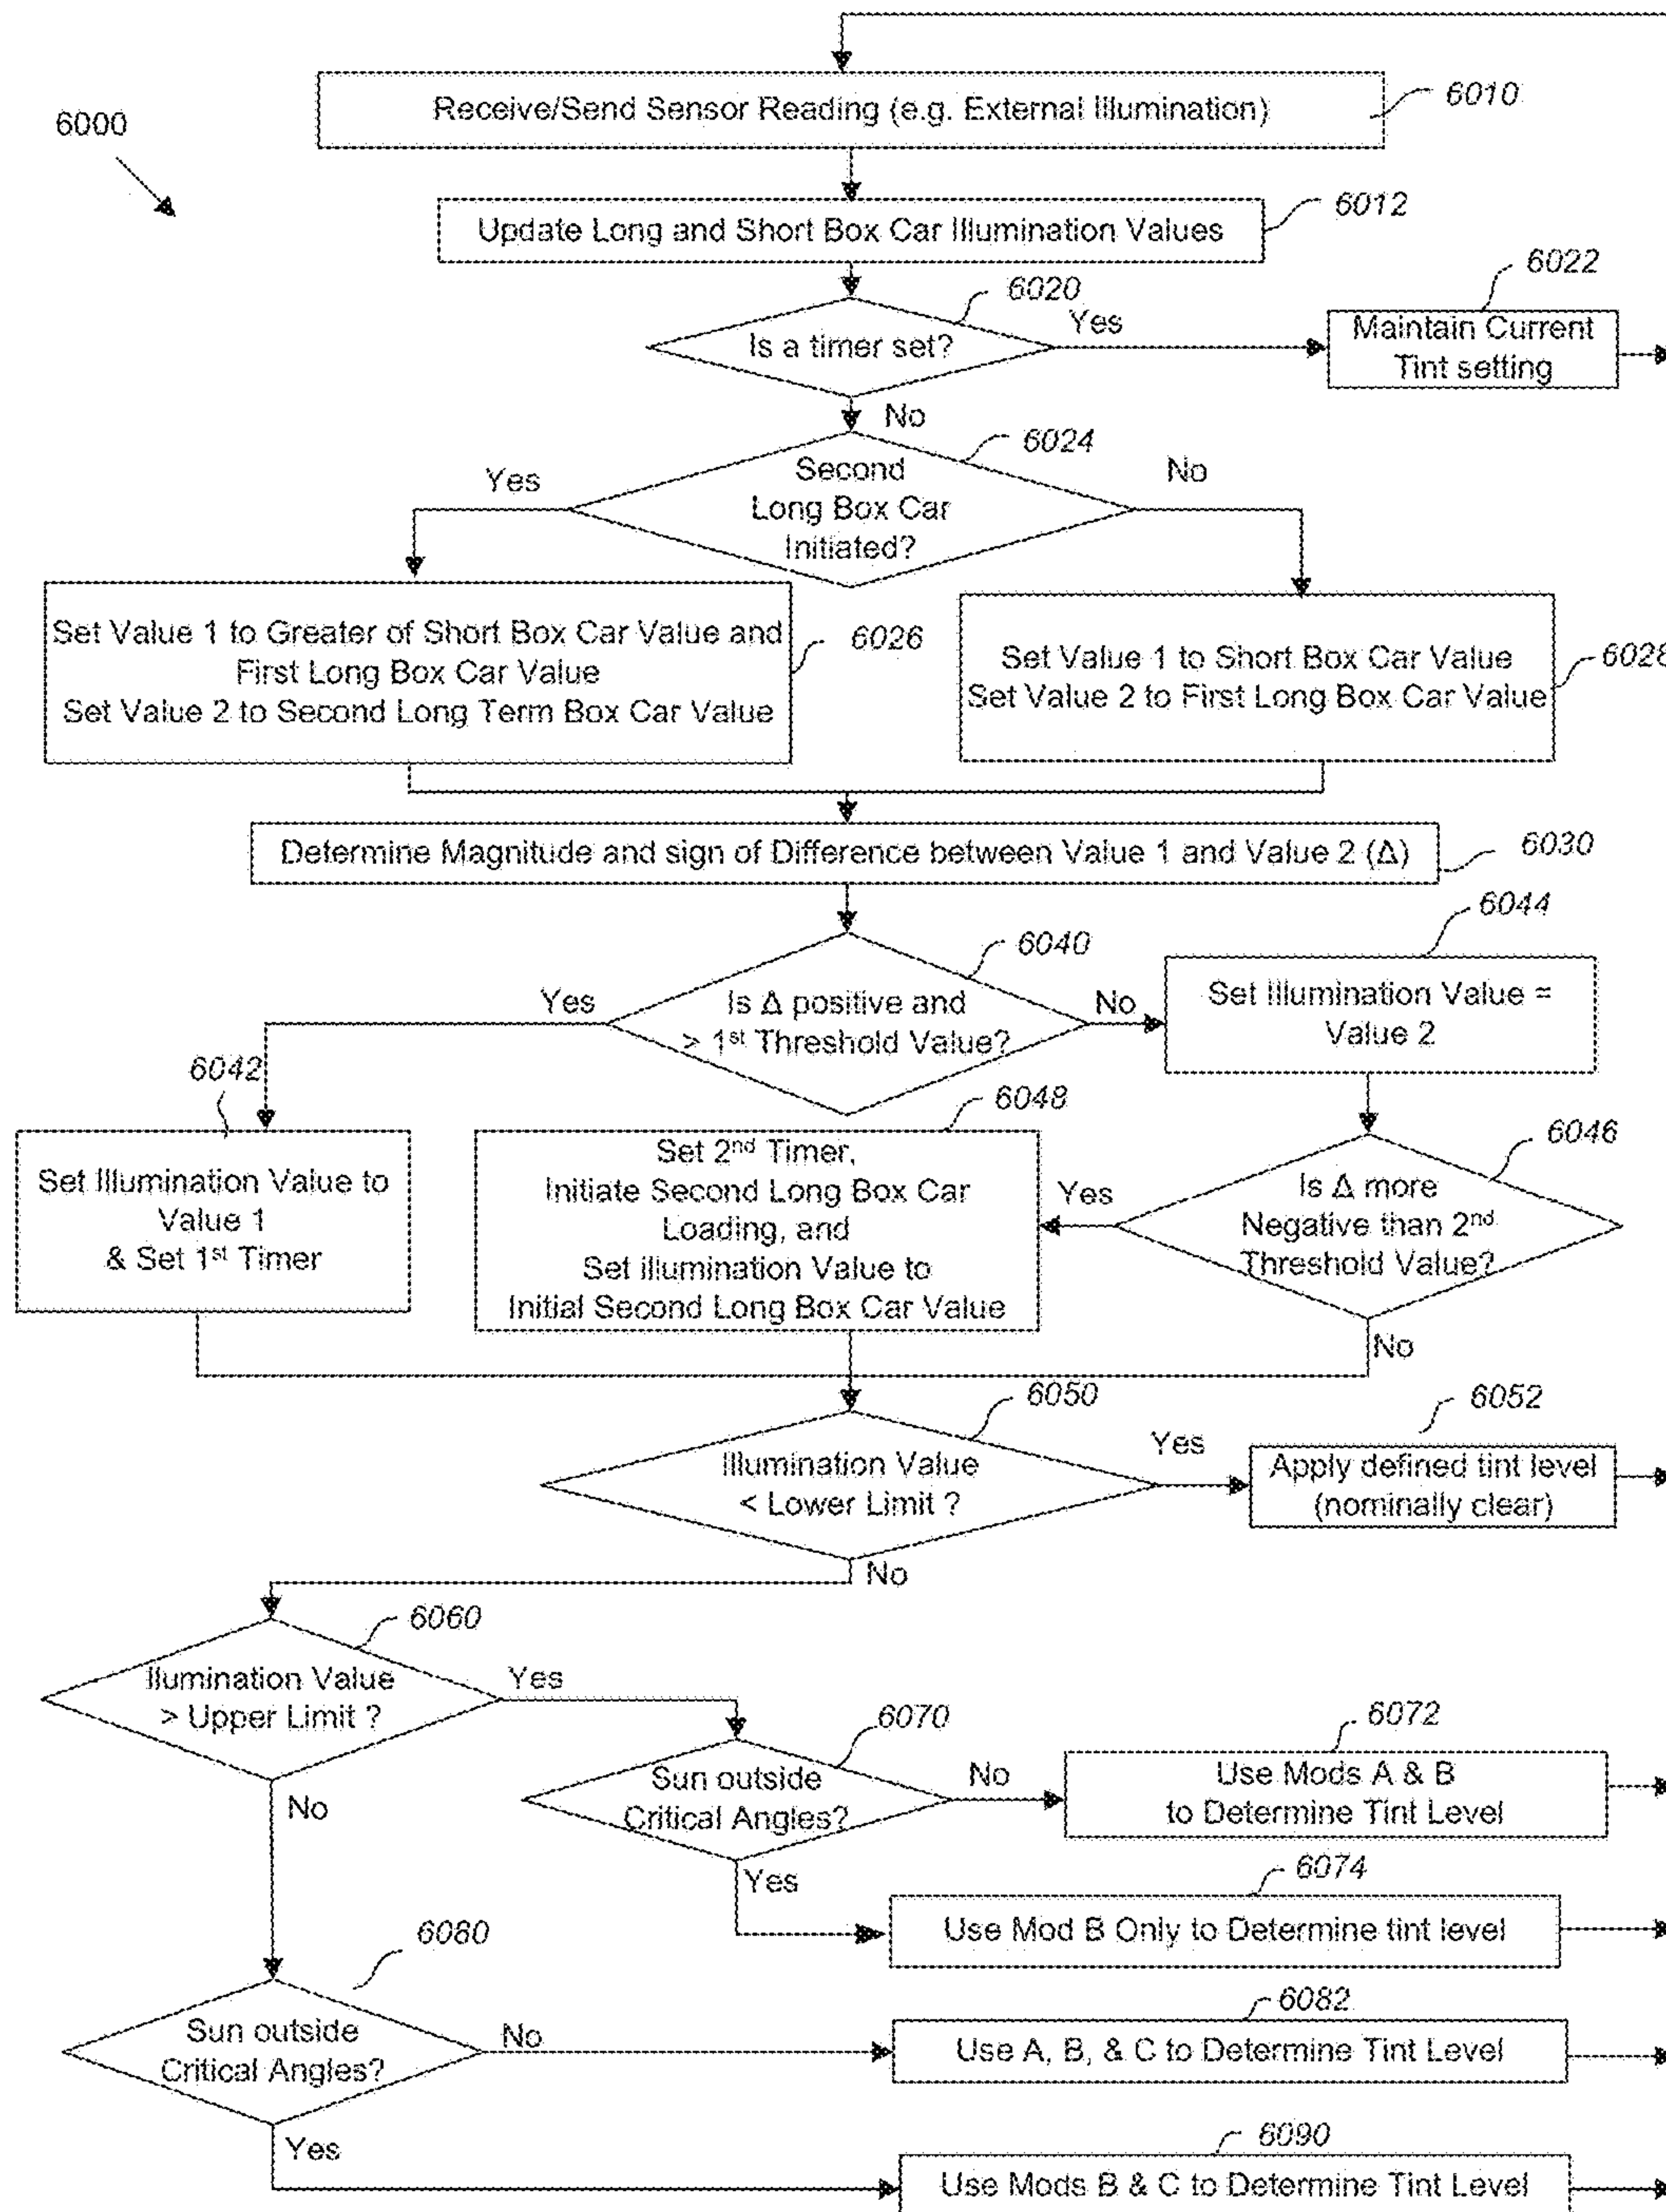 6000
Receive/Send Sensor Reading (e.g. External Illumination)
6010
Update Long and Short Box Car Illumination Values
6012
6020
Is a timer set?
Yes
6022
Maintain Current
Tint setting
No
6024
Second
Long Box Car
Initiated?
Yes
No
Set Value 1 to Greater of Short Box Car Value and
First Long Box Car Value
Set Value 2 to Second Long Term Box Car Value
6026
Set Value 1 to Short Box Car Value
Set Value 2 to First Long Box Car Value
6028
Determine Magnitude and sign of Difference between Value 1 and Value 2 (Δ)
6030
6040
Is Δ positive and
> 1st Threshold Value?
Yes
No
6044
Set Illumination Value =
Value 2
6042
Set Illumination Value to
Value 1
& Set 1st Timer
6048
Set 2nd Timer,
Initiate Second Long Box Car
Loading, and
Set illumination Value to
Initial Second Long Box Car Value
Yes
6046
Is Δ more
Negative than 2nd
Threshold Value?
No
6050
Illumination Value
< Lower Limit ?
Yes
6052
Apply defined tint level
(nominally clear)
No
6060
Illumination Value
> Upper Limit ?
Yes
No
6070
Sun outside
Critical Angles?
No
6072
Use Mods A & B
to Determine Tint Level
Yes
6074
Use Mod B Only to Determine tint level
6080
Sun outside
Critical Angles?
No
6082
Use A, B, & C to Determine Tint Level
Yes
6090
Use Mods B & C to Determine Tint Level